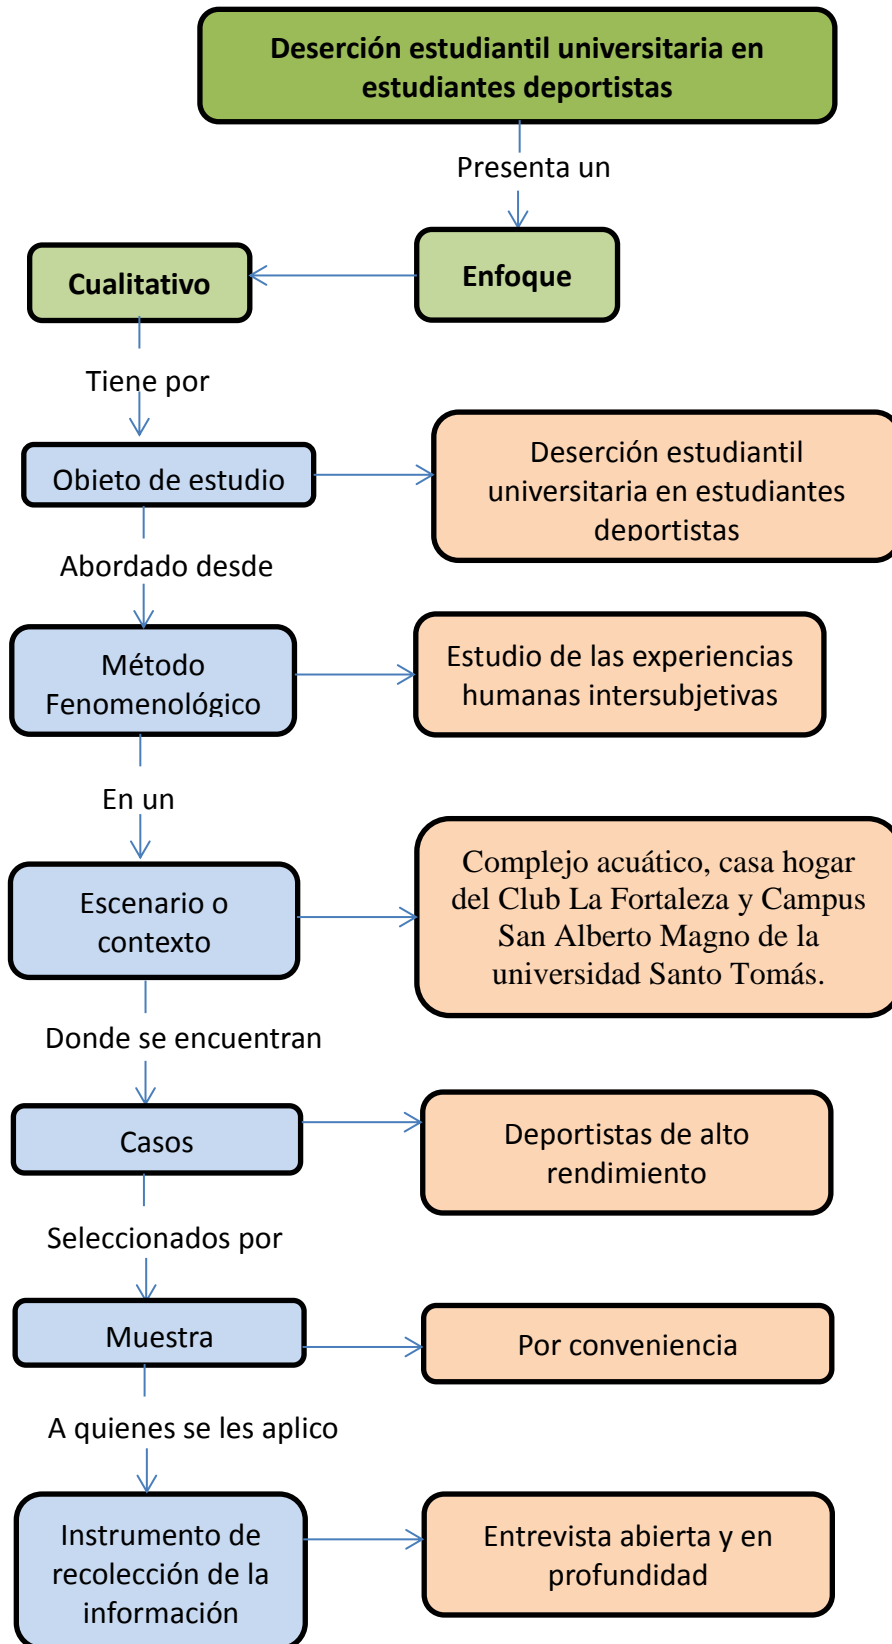 Deserción estudiantil universitaria en
estudiantes deportistas
Presenta un
Enfoque
Cualitativo
Tiene por
Objeto de estudio
Deserción estudiantil
universitaria en estudiantes
deportistas
Abordado desde
Método
Fenomenológico
Estudio de las experiencias
humanas intersubjetivas
En un
Escenario o
contexto
Complejo acuático, casa hogar
del Club La Fortaleza y Campus
San Alberto Magno de la
universidad Santo Tomás.
Donde se encuentran
Casos
Deportistas de alto
rendimiento
Seleccionados por
Muestra
Por conveniencia
A quienes se les aplico
Instrumento de
recolección de la
información
Entrevista abierta y en
profundidad